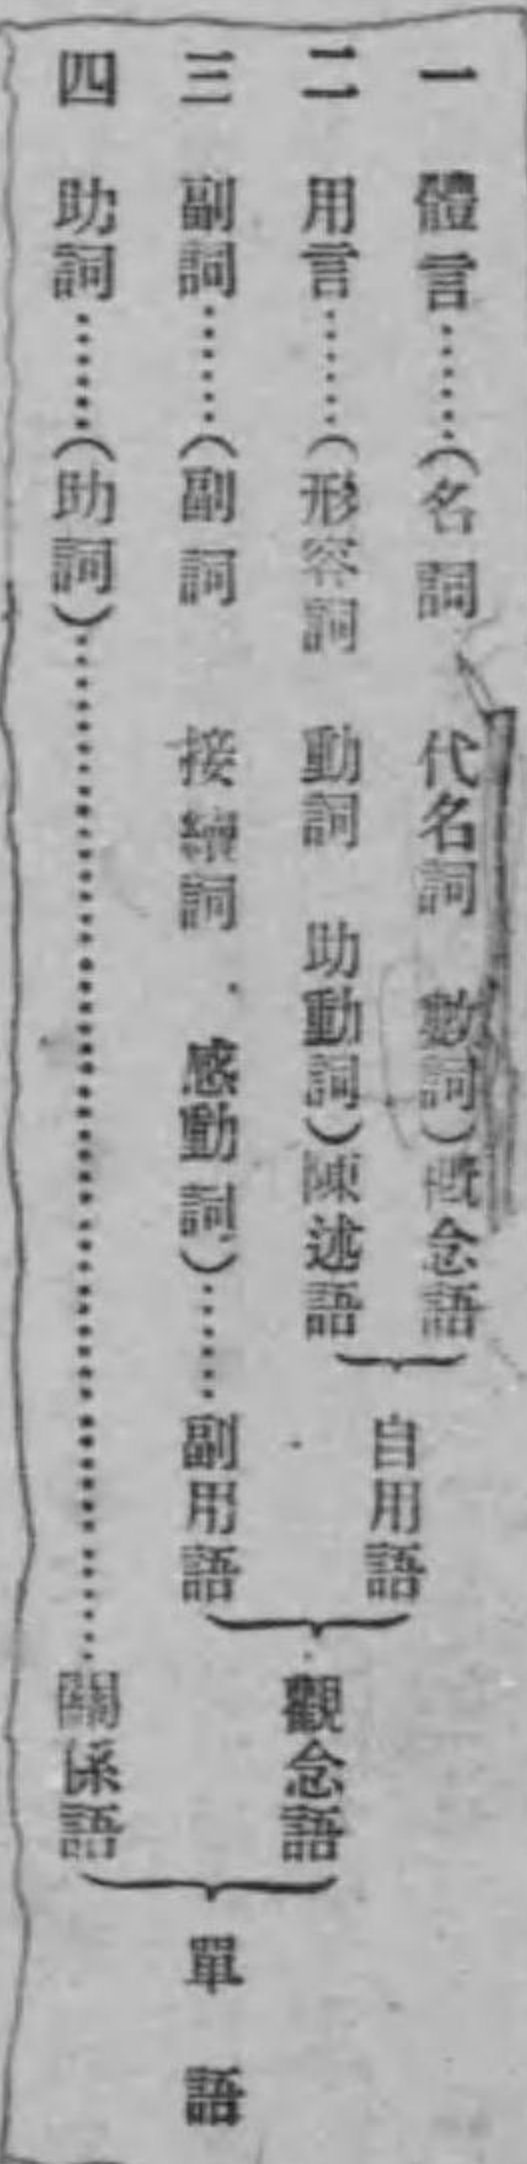 一　體言……（名詞　代名詞　數詞）概念語
二　用言……（形容詞　動詞　助動詞）陳述語
自用語
三　副詞……（副詞　接續詞　感動詞）……副用語
觀念語
四　助詞……（助詞）……………………關係語
單語